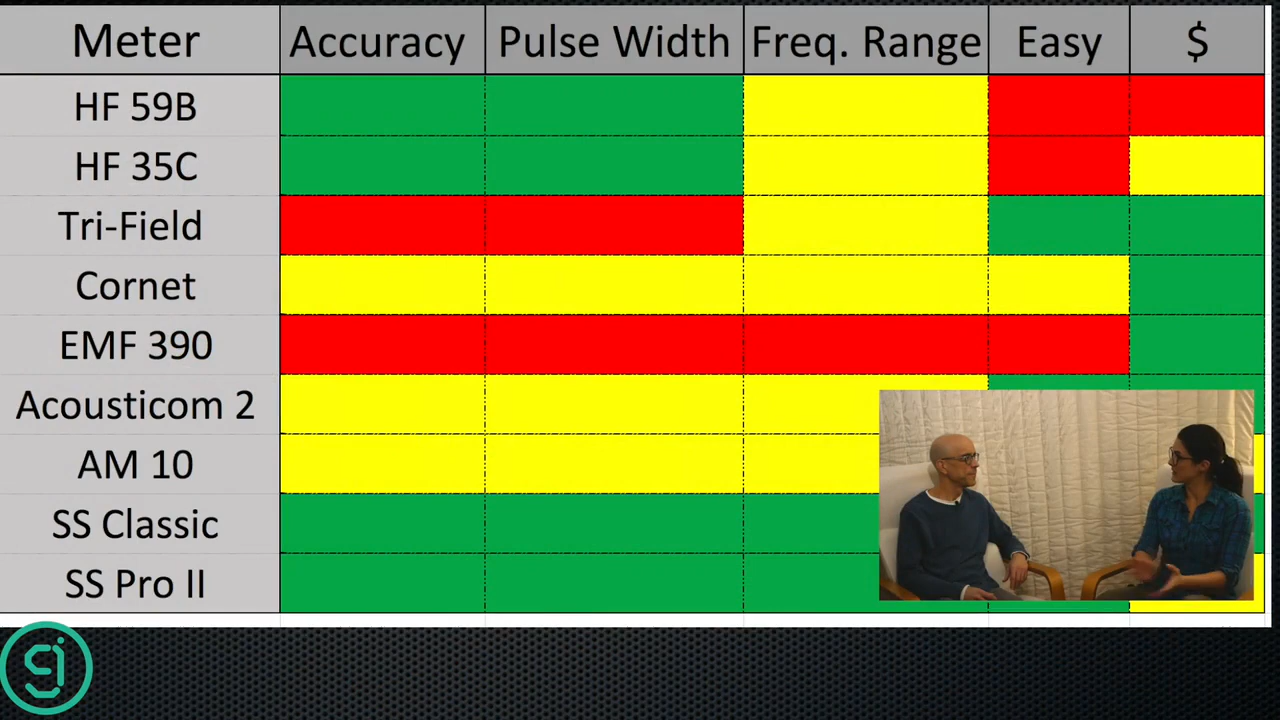 Meter Accuracy Pulse Width Freq. Range Easy $
HF 59B
HF 35C
Tri-Field
Cornet
EMF 390
Acousticom 2
AM 10
SS Classic
SS Pro II
gi